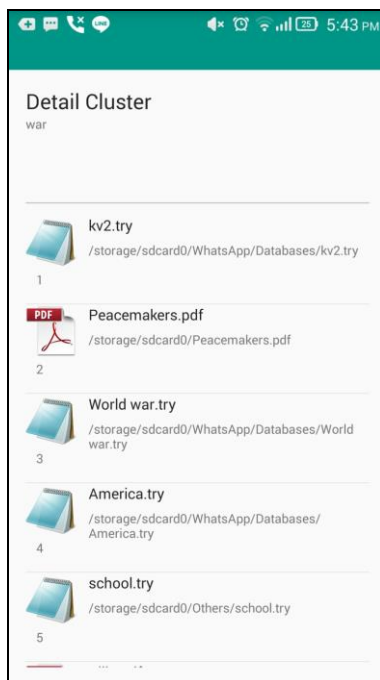 LINE
25 5:43 PM
Detail Cluster
war
kv2.try
/storage/sdcard0/WhatsApp/Databases/kv2.try
1
PDF
Peacemakers.pdf
/storage/sdcard0/Peacemakers.pdf
2
World war.try
/storage/sdcard0/WhatsApp/Databases/World
war.try
3
America.try
/storage/sdcard0/WhatsApp/Databases/
America.try
4
school.try
/storage/sdcard0/Others/school.try
5